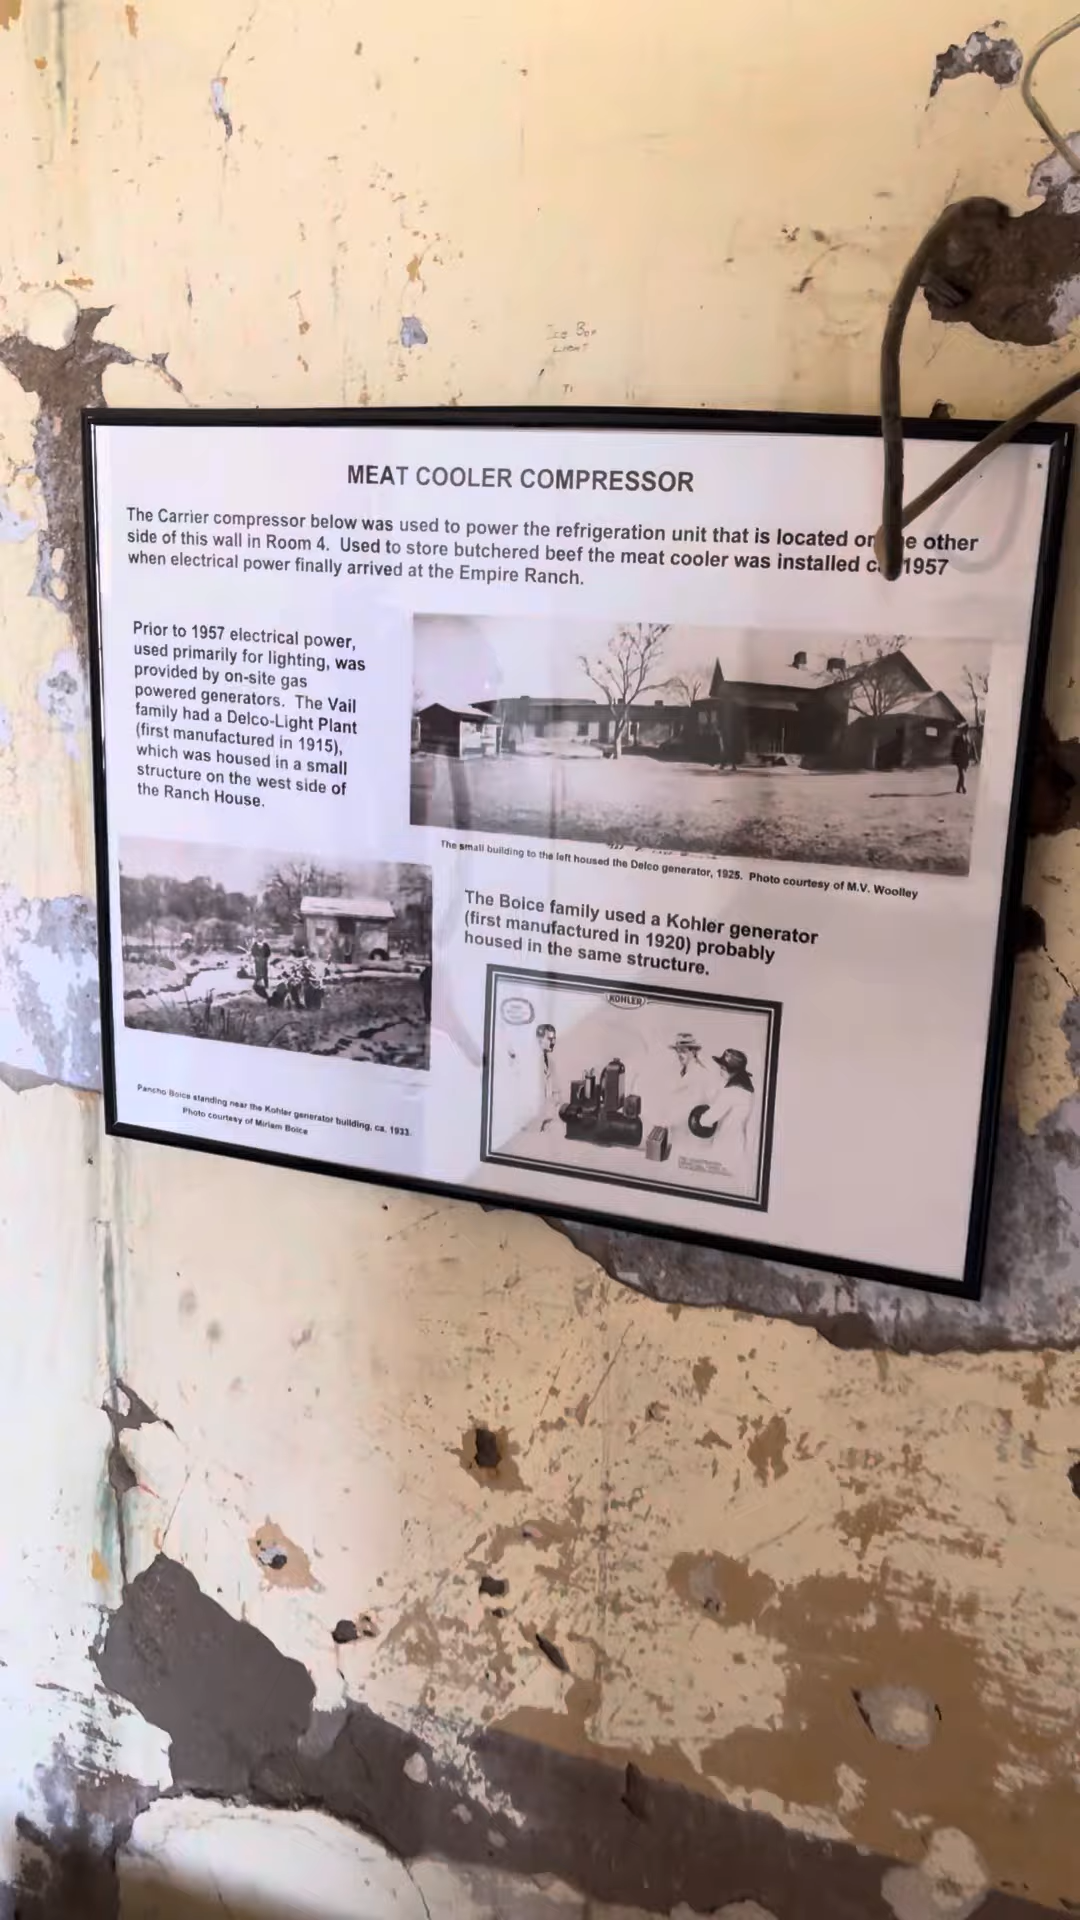 Ice Box
LIGHT
MEAT COOLER COMPRESSOR
The Carrier compressor below was used to power the refrigeration unit that is located on other
side of this wall in Room 4. Used to store butchered beef the meat cooler was installed 1957
when electrical power finally arrived at the Empire Ranch.
Prior to 1957 electrical power,
used primarily for lighting, was
provided by on-site gas
powered generators. The Vail
family had a Delco-Light Plant
(first manufactured in 1915),
which was housed in a small
structure on the west side of
the Ranch House.
The small building to the left housed the Delco generator, 1925. Photo courtesy of M.V. Woolley
The Boice family used a Kohler generator
(first manufactured in 1920) probably
housed in the same structure.
KOHLER
Pancho Boice standing near the Kohler generator building, ca. 1933.
Photo courtesy of Miriam Boice